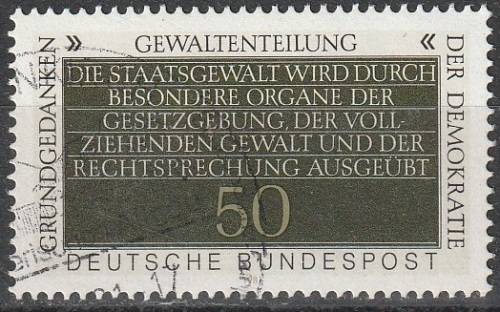 » GEWALTENTEILUNG «
GRUNDGEDANKEN
DER DEMOKRATIE
DIE STAATSGEWALT WIRD DURCH
BESONDERE ORGANE DER
GESETZGEBUNG, DER VOLL-
ZIEHENDEN GEWALT UND DER
RECHTSPRECHUNG AUSGEÜBT
50
DEUTSCHE BUNDESPOST